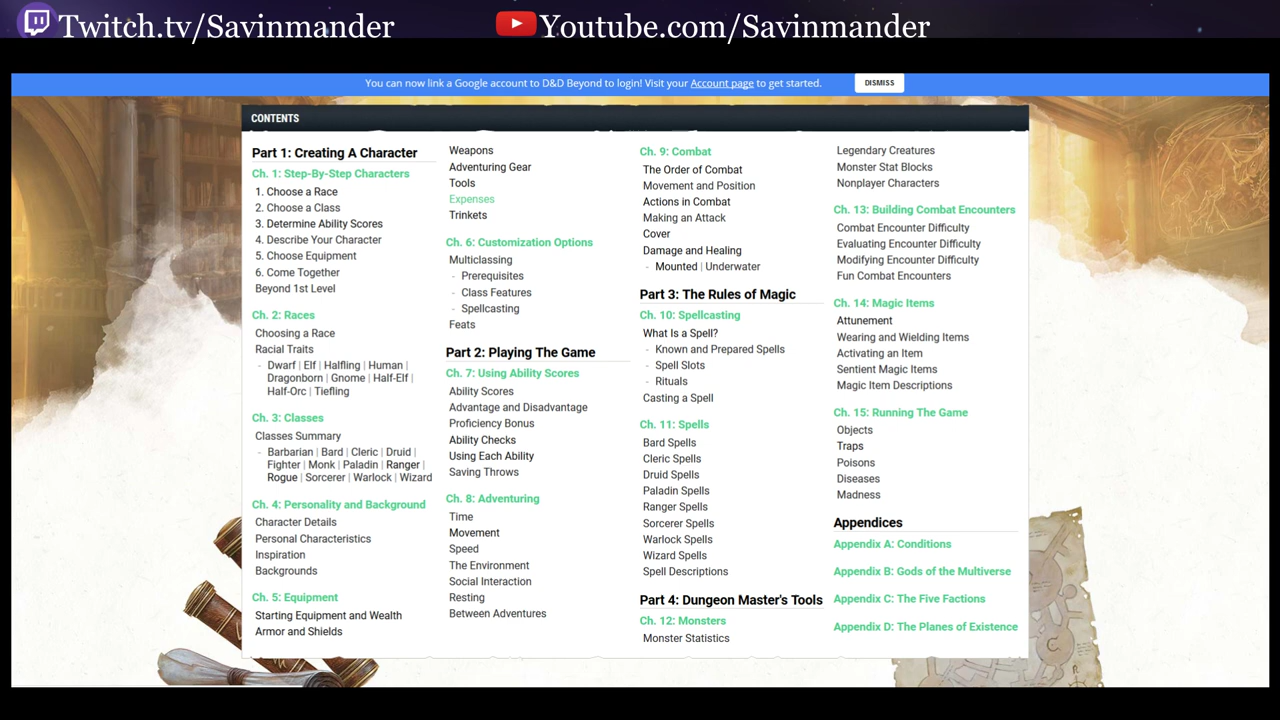 Twitch.tv/Savinmander
Youtube.com/Savinmander
You can now link a Google account to D&D Beyond to login! Visit your Account page to get started.
DISMISS
CONTENTS
Part 1: Creating A Character
Ch. 1: Step-By-Step Characters
1. Choose a Race
2. Choose a Class
3. Determine Ability Scores
4. Describe Your Character
5. Choose Equipment
6. Come Together
Beyond 1st Level
Ch. 2: Races
Choosing a Race
Racial Traits
- Dwarf | Elf | Halfling | Human |
Dragonborn | Gnome | Half-Elf |
Half-Orc | Tiefling
Ch. 3: Classes
Classes Summary
- Barbarian | Bard | Cleric | Druid |
Fighter | Monk | Paladin | Ranger |
Rogue | Sorcerer | Warlock | Wizard
Ch. 4: Personality and Background
Character Details
Personal Characteristics
Inspiration
Backgrounds
Ch. 5: Equipment
Starting Equipment and Wealth
Armor and Shields
Weapons
Adventuring Gear
Tools
Expenses
Trinkets
Ch. 6: Customization Options
Multiclassing
- Prerequisites
- Class Features
- Spellcasting
Feats
Part 2: Playing The Game
Ch. 7: Using Ability Scores
Ability Scores
Advantage and Disadvantage
Proficiency Bonus
Ability Checks
Using Each Ability
Saving Throws
Ch. 8: Adventuring
Time
Movement
Speed
The Environment
Social Interaction
Resting
Between Adventures
Ch. 9: Combat
The Order of Combat
Movement and Position
Actions in Combat
Making an Attack
Cover
Damage and Healing
- Mounted | Underwater
Part 3: The Rules of Magic
Ch. 10: Spellcasting
What Is a Spell?
- Known and Prepared Spells
- Spell Slots
- Rituals
Casting a Spell
Ch. 11: Spells
Bard Spells
Cleric Spells
Druid Spells
Paladin Spells
Ranger Spells
Sorcerer Spells
Warlock Spells
Wizard Spells
Spell Descriptions
Part 4: Dungeon Master's Tools
Ch. 12: Monsters
Monster Statistics
Legendary Creatures
Monster Stat Blocks
Nonplayer Characters
Ch. 13: Building Combat Encounters
Combat Encounter Difficulty
Evaluating Encounter Difficulty
Modifying Encounter Difficulty
Fun Combat Encounters
Ch. 14: Magic Items
Attunement
Wearing and Wielding Items
Activating an Item
Sentient Magic Items
Magic Item Descriptions
Ch. 15: Running The Game
Objects
Traps
Poisons
Diseases
Madness
Appendices
Appendix A: Conditions
Appendix B: Gods of the Multiverse
Appendix C: The Five Factions
Appendix D: The Planes of Existence